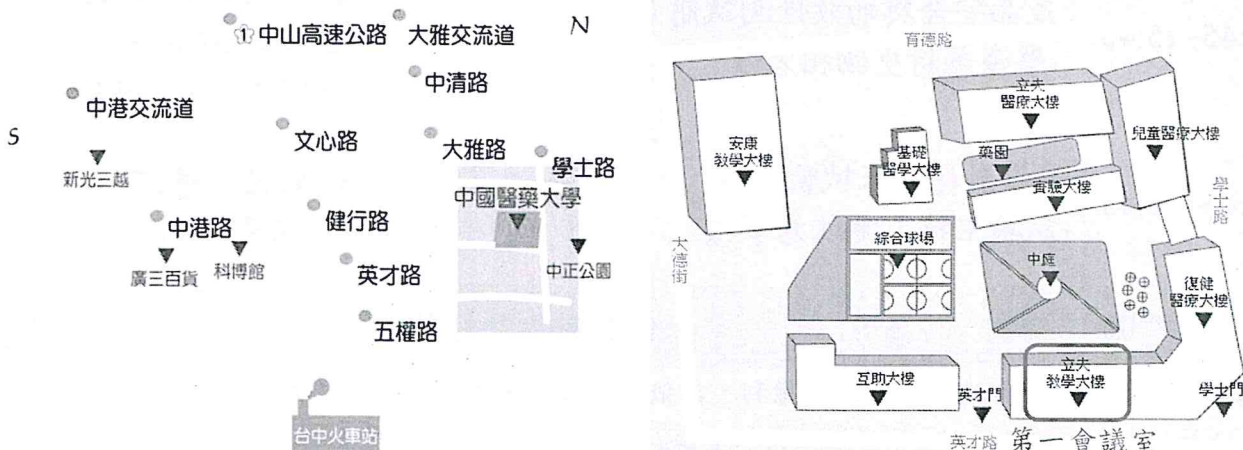 1 中山高速公路
大雅交流道
N
中清路
中港交流道
S
文心路
大雅路
學士路
新光三越
中國醫藥大學
中港路
健行路
廣三百貨
科博館
英才路
中正公園
五權路
台中火車站
育德路
立夫
醫療大樓
兒童醫療大樓
安康
教學大樓
基礎
醫學大樓
藥園
實驗大樓
學士路
綜合球場
中庭
復健
醫療大樓
互助大樓
立夫
教學大樓
英才門
學士門
英才路
第一會議室